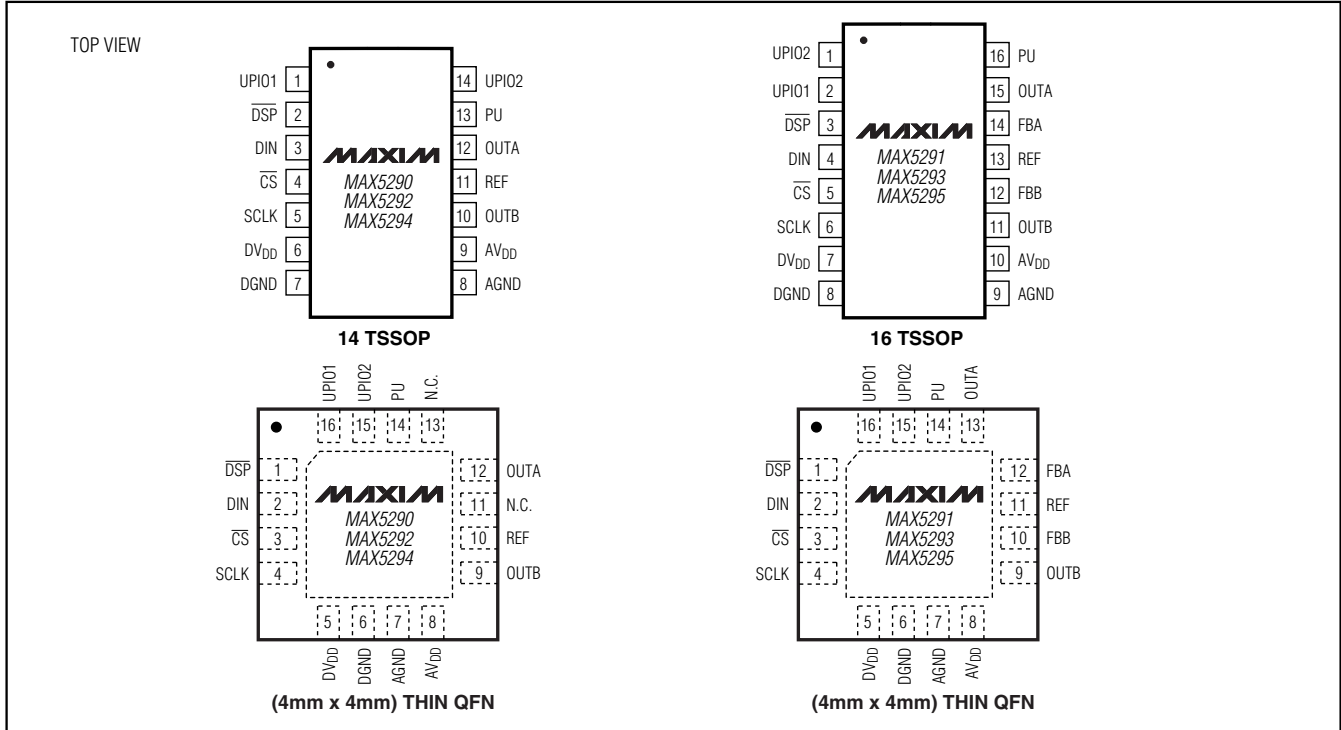 TOP VIEW
UPIO1 1
DSP 2
DIN 3
CS 4
SCLK 5
DVDD 6
DGND 7
14 UPIO2
13 PU
12 OUTA
11 REF
10 OUTB
9 AVDD
8 AGND
MAXIM
MAX5290
MAX5292
MAX5294
14 TSSOP
UPIO2 1
UPIO1 2
DSP 3
DIN 4
CS 5
SCLK 6
DVDD 7
DGND 8
16 PU
15 OUTA
14 FBA
13 REF
12 FBB
11 OUTB
10 AVDD
9 AGND
MAXIM
MAX5291
MAX5293
MAX5295
16 TSSOP
UPIO1 UPIO2 PU N.C.
16 15 14 13
DSP 1
DIN 2
CS 3
SCLK 4
12 OUTA
11 N.C.
10 REF
9 OUTB
MAXIM
MAX5290
MAX5292
MAX5294
5 6 7 8
DVDD DGND AGND AVDD
(4mm x 4mm) THIN QFN
UPIO1 UPIO2 PU OUTA
16 15 14 13
DSP 1
DIN 2
CS 3
SCLK 4
12 FBA
11 REF
10 FBB
9 OUTB
MAXIM
MAX5291
MAX5293
MAX5295
5 6 7 8
DVDD DGND AGND AVDD
(4mm x 4mm) THIN QFN